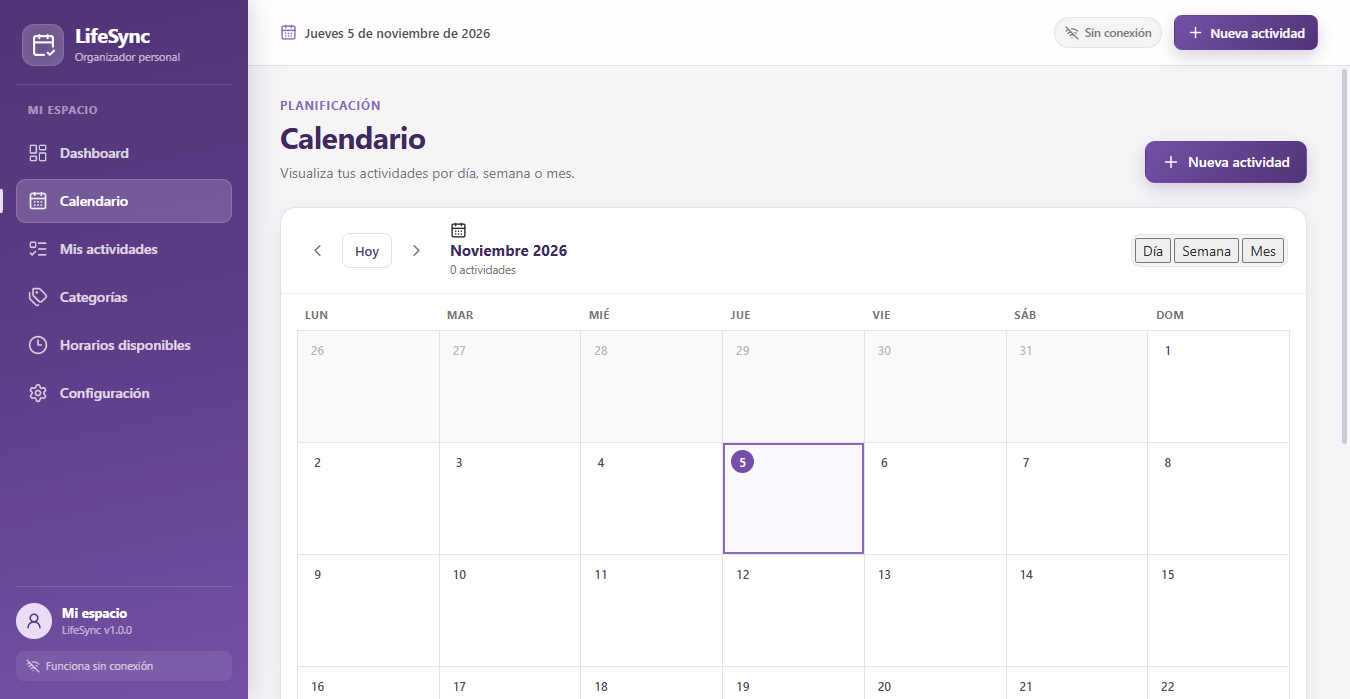 LifeSync
Organizador personal
MI ESPACIO
Dashboard
Calendario
Mis actividades
Categorías
Horarios disponibles
Configuración
Mi espacio
LifeSync v1.0.0
Funciona sin conexión
Jueves 5 de noviembre de 2026
Sin conexión
Nueva actividad
PLANIFICACIÓN
Calendario
Visualiza tus actividades por día, semana o mes.
Nueva actividad
Hoy
Noviembre 2026
0 actividades
Día Semana Mes
LUN MAR MIÉ JUE VIE SÁB DOM
26 27 28 29 30 31 1
2 3 4 5 6 7 8
9 10 11 12 13 14 15
16 17 18 19 20 21 22